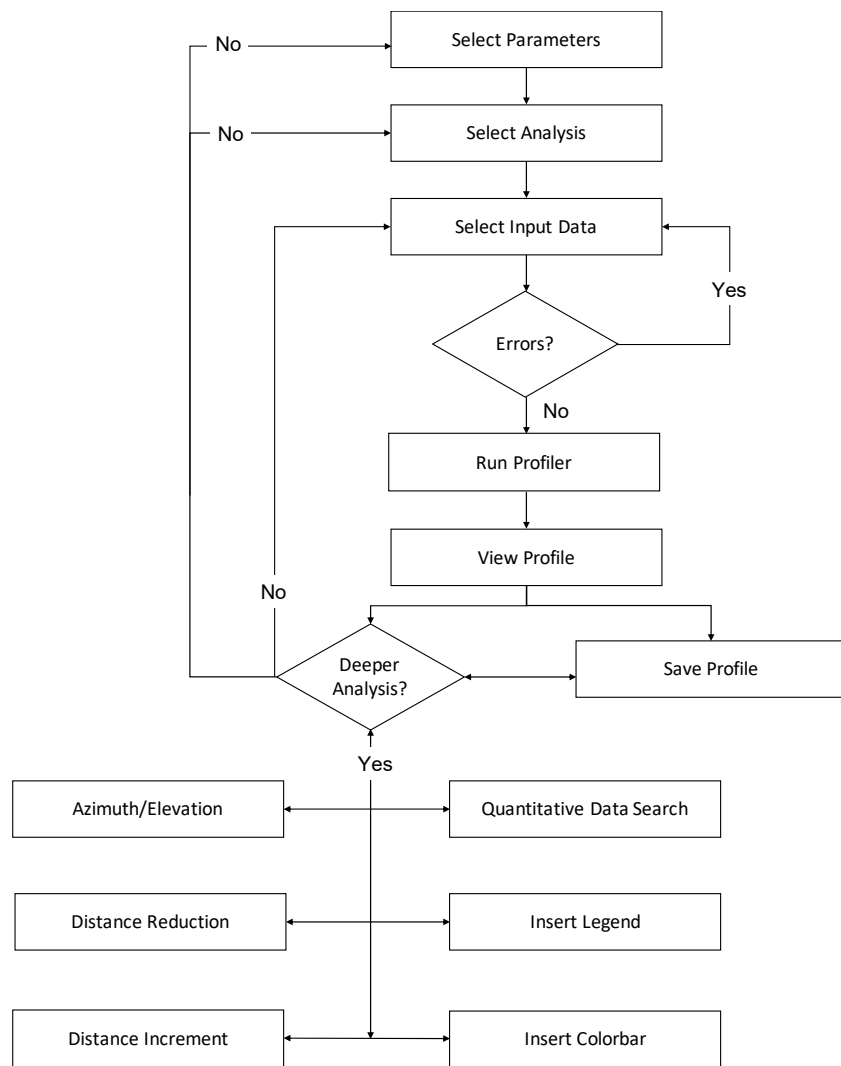 No
Select Parameters
No
Select Analysis
Select Input Data
Yes
Errors?
No
Run Profiler
View Profile
No
Deeper
Analysis?
Save Profile
Yes
Azimuth/Elevation
Quantitative Data Search
Distance Reduction
Insert Legend
Distance Increment
Insert Colorbar